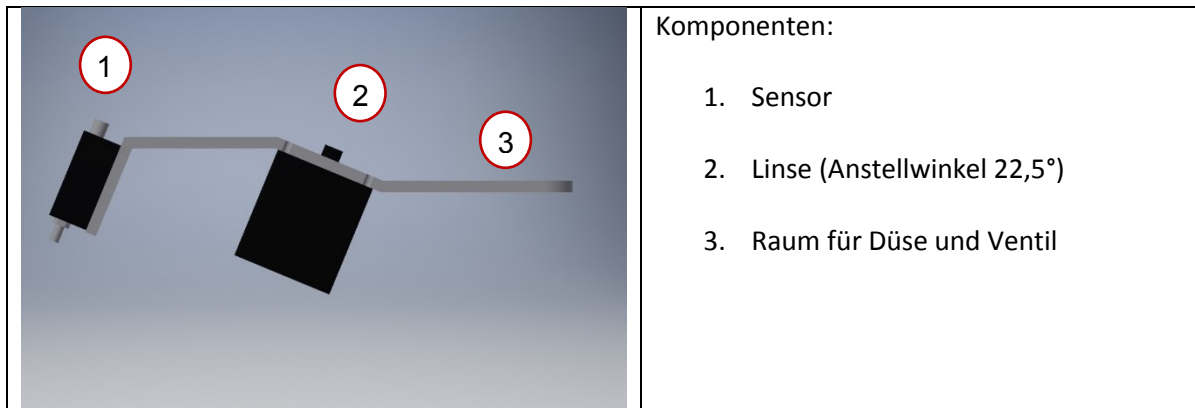 1
2
3
Komponenten:
1. Sensor
2. Linse (Anstellwinkel 22,5°)
3. Raum für Düse und Ventil